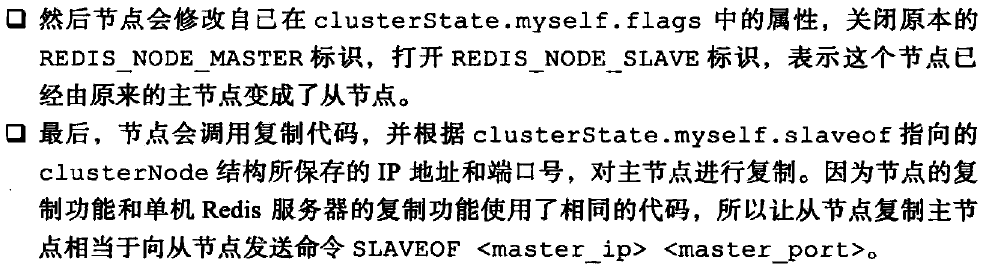 ❑ 然后节点会修改自己在 clusterState.myself.flags 中的属性，关闭原本的
REDIS_NODE_MASTER 标识，打开 REDIS_NODE_SLAVE 标识，表示这个节点已
经由原来的主节点变成了从节点。
❑ 最后，节点会调用复制代码，并根据 clusterState.myself.slaveof 指向的
clusterNode 结构所保存的 IP 地址和端口号，对主节点进行复制。因为节点的复
制功能和单机 Redis 服务器的复制功能使用了相同的代码，所以让从节点复制主节
点相当于向从节点发送命令 SLAVEOF <master_ip> <master_port>。